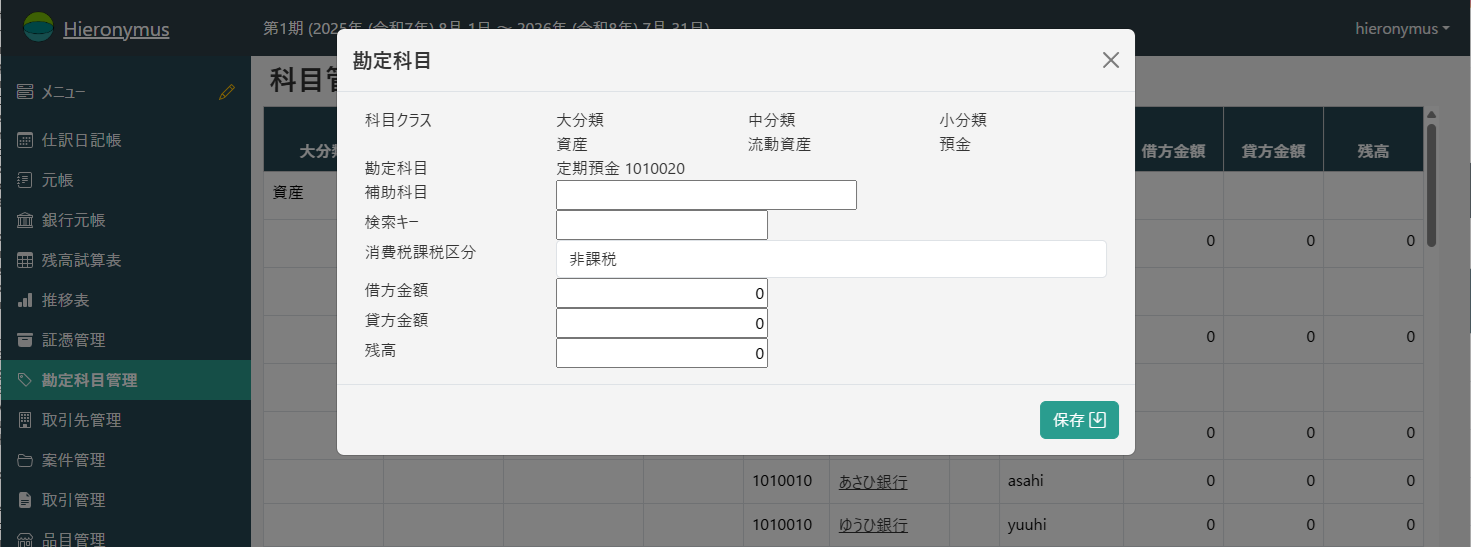 Hieronymus
第1期 (2025年 (令和7年) 8月 1日 ～ 2026年 (令和8年) 7月 31日)
hieronymus
メニュー
仕訳日記帳
元帳
銀行元帳
残高試算表
推移表
証憑管理
勘定科目管理
取引先管理
案件管理
取引管理
品目管理
科目管
大分類 借方金額 貸方金額 残高
資産
0 0 0
0 0 0
0 0 0
1010010 あさひ銀行 asahi 0 0 0
1010010 ゆうひ銀行 yuuhi 0 0 0
勘定科目
科目クラス 大分類 中分類 小分類
資産 流動資産 預金
勘定科目 定期預金 1010020
補助科目
検索キー
消費税課税区分 非課税
借方金額 0
貸方金額 0
残高 0
保存